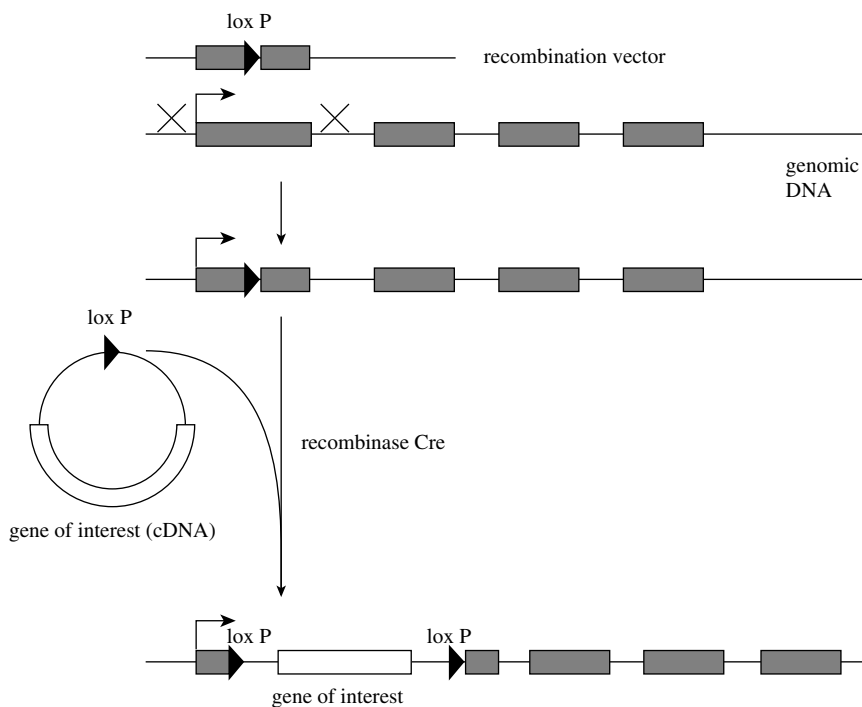 lox P
recombination vector
genomic
DNA
lox P
recombinase Cre
gene of interest (cDNA)
lox P
lox P
gene of interest